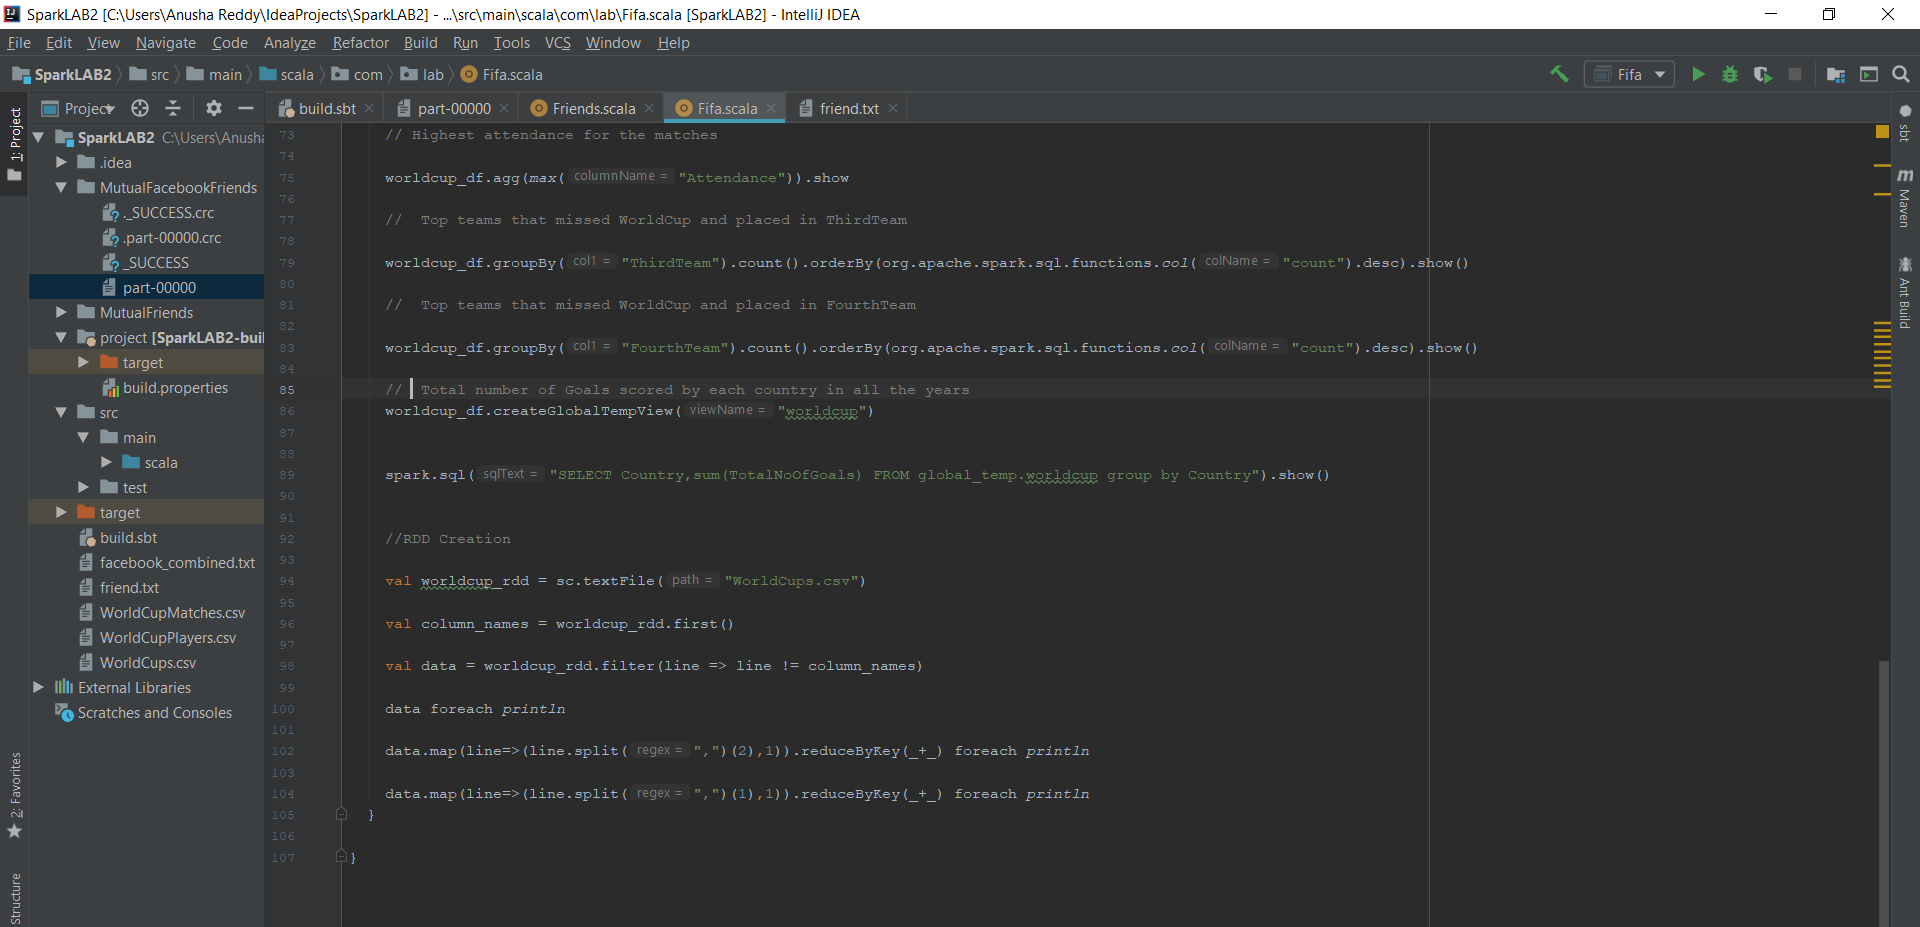 SparkLAB2 [C:\Users\Anusha Reddy\IdeaProjects\SparkLAB2] - ...\src\main\scala\com\lab\Fifa.scala [SparkLAB2] - IntelliJ IDEA
File Edit View Navigate Code Analyze Refactor Build Run Tools VCS Window Help
SparkLAB2 src main scala com lab Fifa.scala
Fifa
1: Project
Project
SparkLAB2 C:\Users\Anusha
.idea
MutualFacebookFriends
._SUCCESS.crc
.part-00000.crc
_SUCCESS
part-00000
MutualFriends
project [SparkLAB2-buil
target
build.properties
src
main
scala
test
target
build.sbt
facebook_combined.txt
friend.txt
WorldCupMatches.csv
WorldCupPlayers.csv
WorldCups.csv
External Libraries
Scratches and Consoles
2: Favorites
Structure
build.sbt part-00000 Friends.scala Fifa.scala friend.txt
73 // Highest attendance for the matches
74
75 worldcup_df.agg(max( columnName = "Attendance")).show
76
77 //  Top teams that missed WorldCup and placed in ThirdTeam
78
79 worldcup_df.groupBy( col1 = "ThirdTeam").count().orderBy(org.apache.spark.sql.functions.col( colName = "count").desc).show()
80
81 //  Top teams that missed WorldCup and placed in FourthTeam
82
83 worldcup_df.groupBy( col1 = "FourthTeam").count().orderBy(org.apache.spark.sql.functions.col( colName = "count").desc).show()
84
85 //  Total number of Goals scored by each country in all the years
86 worldcup_df.createGlobalTempView( viewName = "worldcup")
87
88
89 spark.sql( sqlText = "SELECT Country,sum(TotalNoOfGoals) FROM global_temp.worldcup group by Country").show()
90
91
92 //RDD Creation
93
94 val worldcup_rdd = sc.textFile( path = "WorldCups.csv")
95
96 val column_names = worldcup_rdd.first()
97
98 val data = worldcup_rdd.filter(line => line != column_names)
99
100 data foreach println
101
102 data.map(line=>(line.split( regex = ",")(2),1)).reduceByKey(_+_) foreach println
103
104 data.map(line=>(line.split( regex = ",")(1),1)).reduceByKey(_+_) foreach println
105 }
106
107 }
sbt
Maven
Ant Build